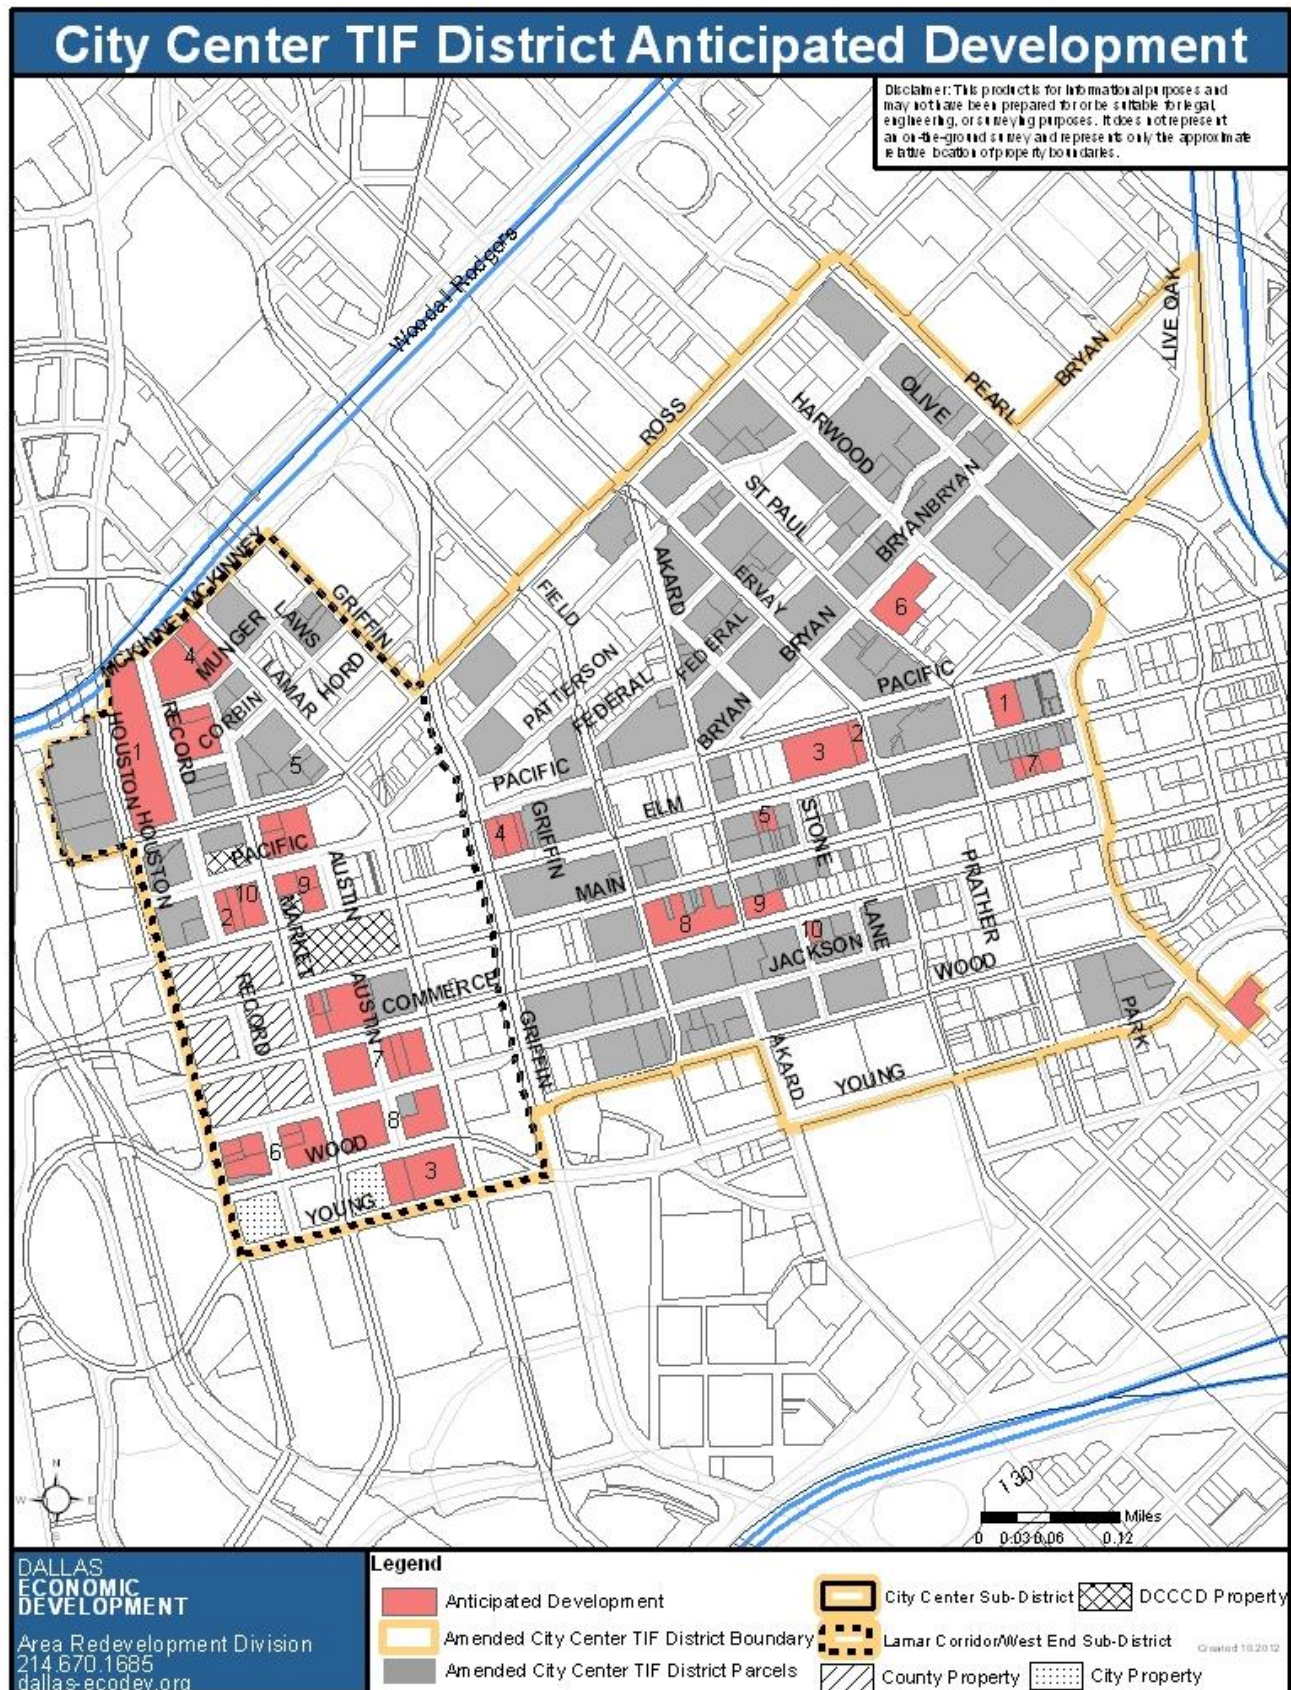 City Center TIF District Anticipated Development
Disclaimer: This product is for informational purposes and
may not have been prepared for or be suitable for legal,
engineering, or surveying purposes. It does not represent
an on-the-ground survey and represents only the approximate
relative location of property boundaries.
Woodall Rodgers
LIVE OAK
BRYAN
PEARL
OLIVE
ROSS
HARWOOD
ST PAUL
BRYAN
BRYAN
MCKINNEY
MCKINNEY
MCKINNEY
GRIFFIN
LAWS
MUNGER
LAMAR
HORD
CORBIN
RECORD
HOUSTON
HOUSTON
FIELD
AKARD
ERVAY
FEDERAL
FEDERAL
BRYAN
PATTERSON
PACIFIC
BRYAN
PACIFIC
ELM
GRIFFIN
MAIN
STONE
PRATHER
LANE
JACKSON
WOOD
PACIFIC
AUSTIN
MARKET
RECORD
AUSTIN
COMMERCE
GRIFFIN
AKARD
YOUNG
PARK
WOOD
YOUNG
4
1
5
10
2
9
7
8
6
3
6
1
2
3
7
5
4
9
8
10
I 30
N
W E
S
Miles
0 0.03 0.06 0.12
DALLAS
ECONOMIC
DEVELOPMENT
Area Redevelopment Division
214.670.1685
dallas-ecodev.org
Legend
Anticipated Development
Amended City Center TIF District Boundary
Amended City Center TIF District Parcels
City Center Sub-District
DCCCD Property
Lamar Corridor/West End Sub-District
County Property
City Property
Created 10.2012